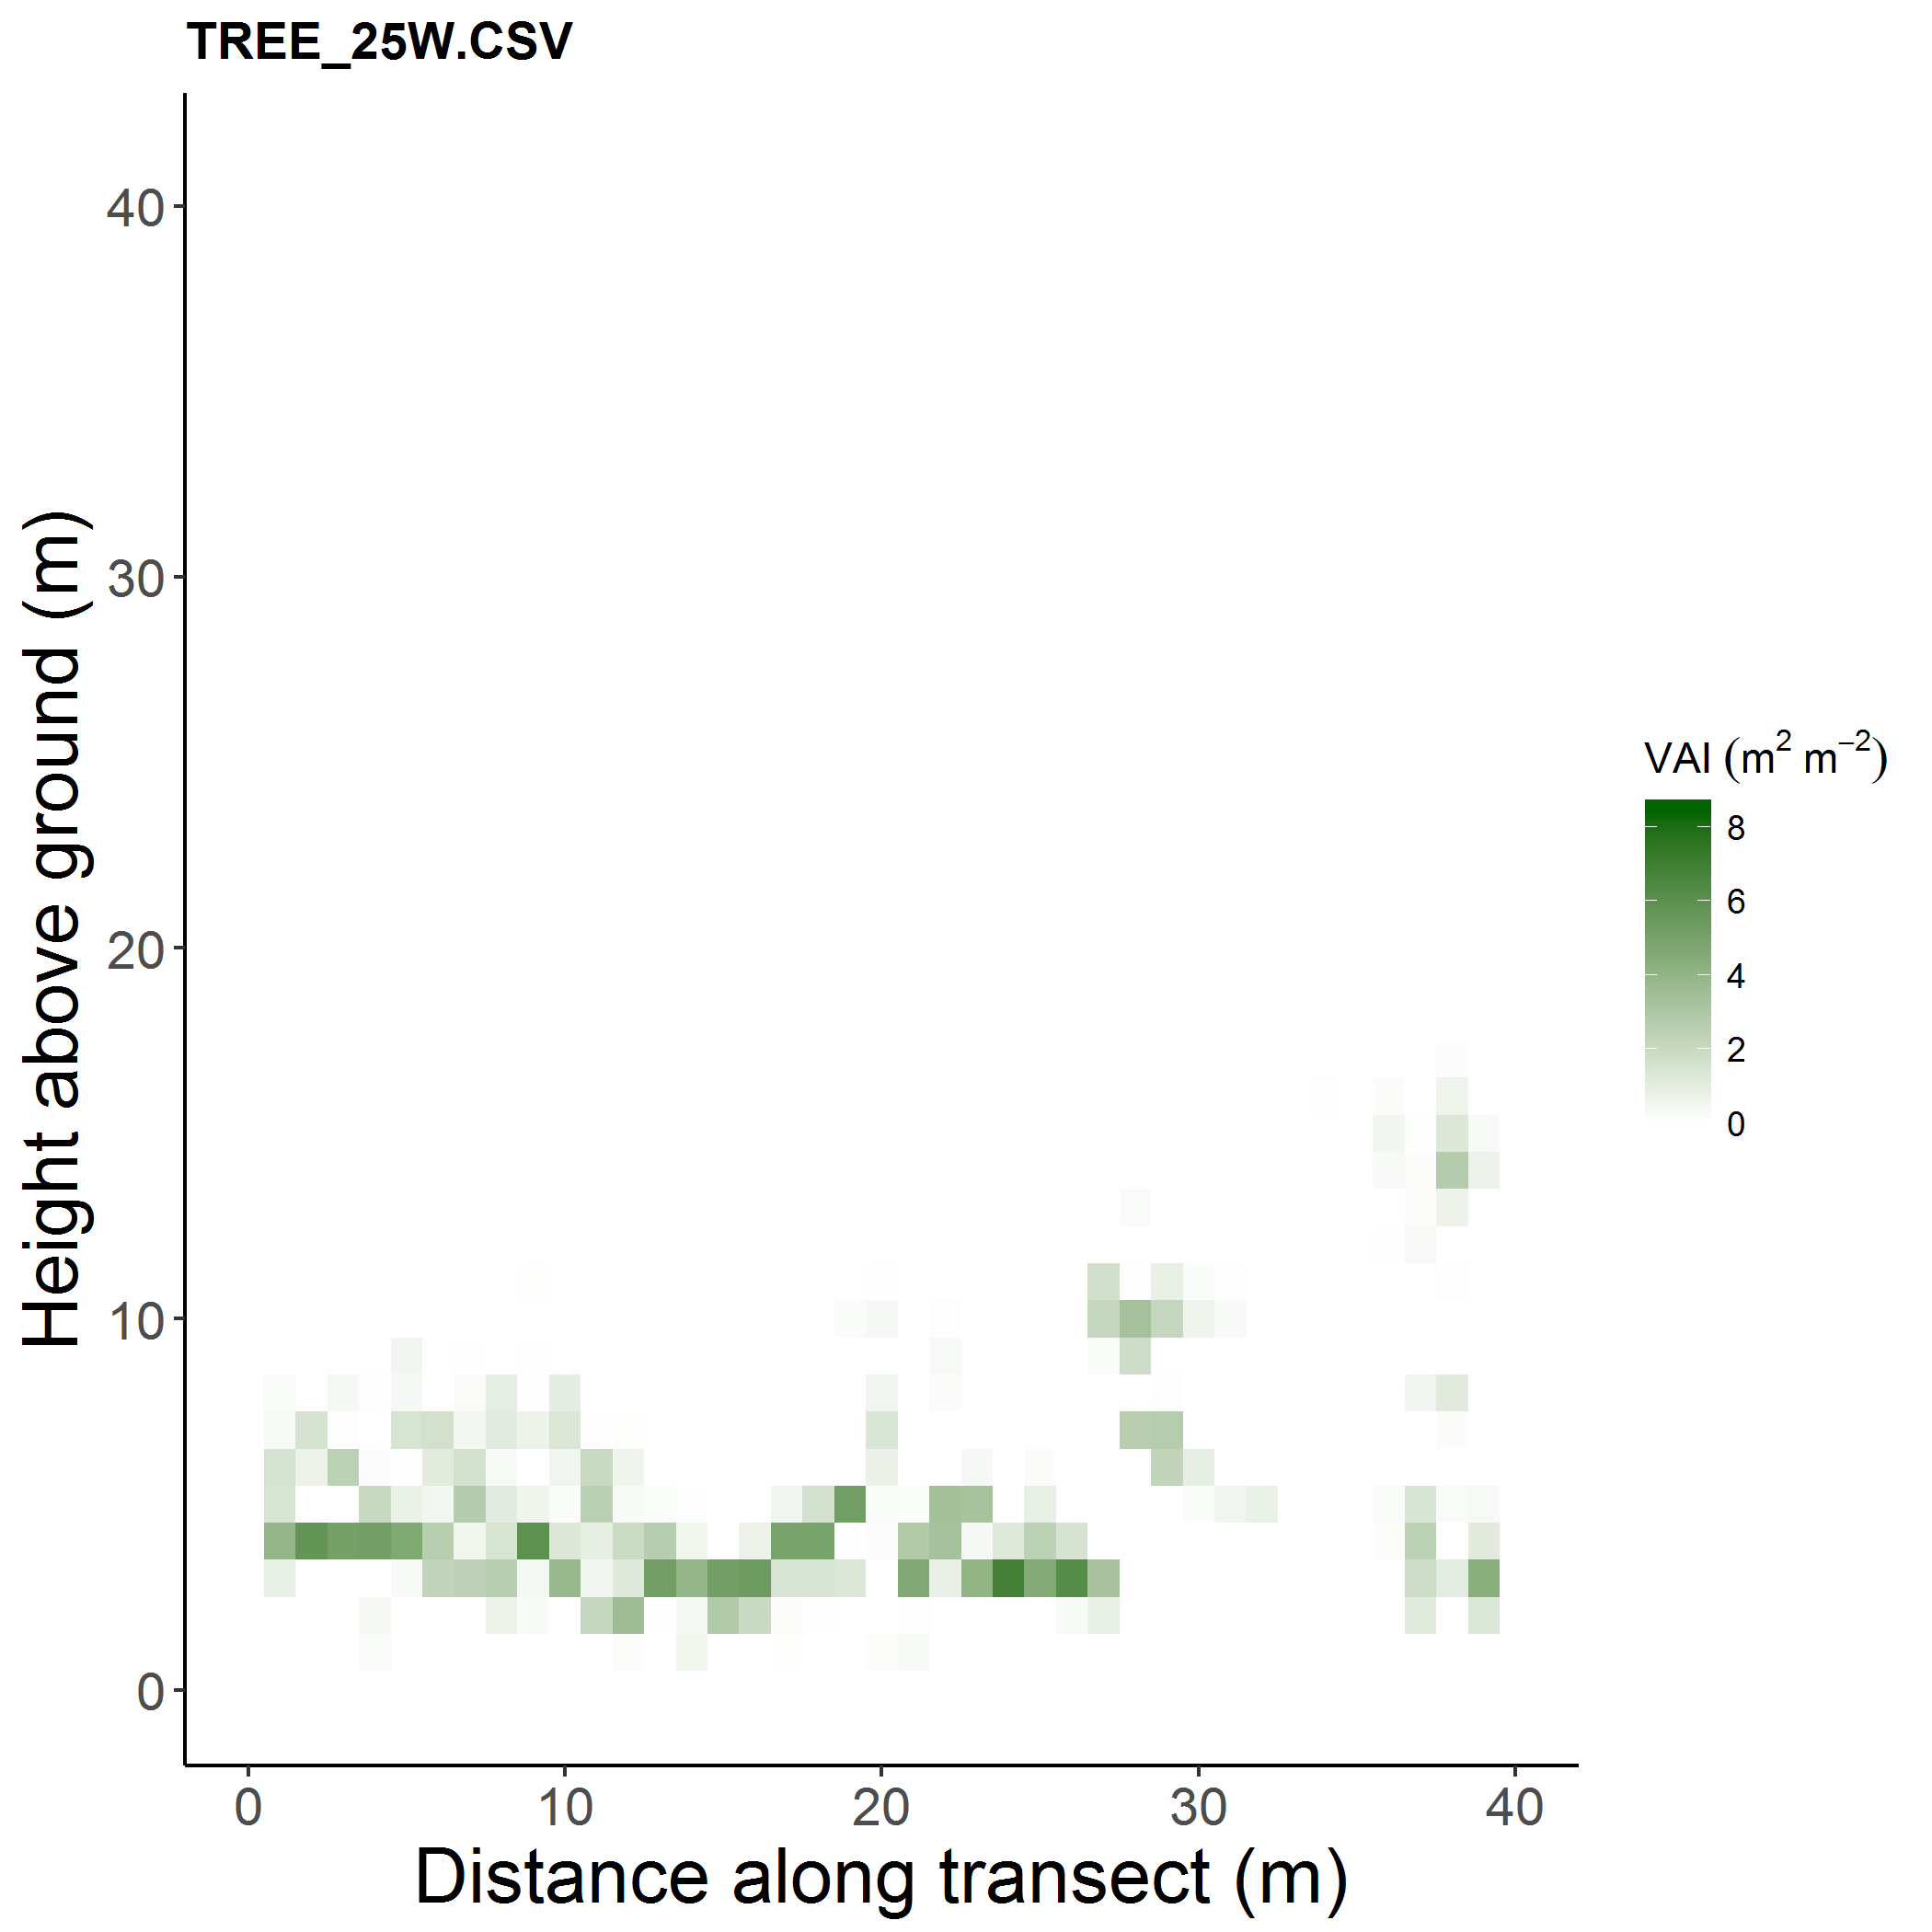 TREE_25W.CSV
40
30
20
10
0
Height above ground (m)
0 10 20 30 40
Distance along transect (m)
VAI (m² m⁻²)
8
6
4
2
0